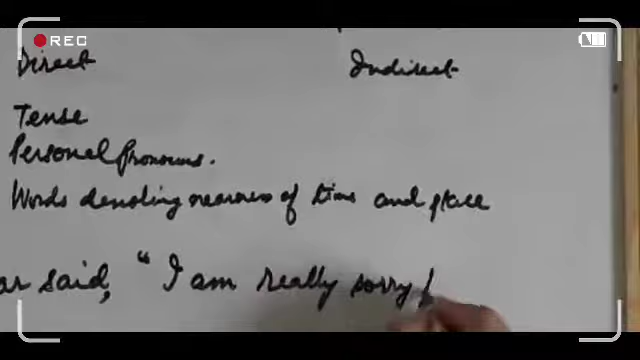 REC
Direct Indirect
Tense
Personal Pronouns.
Words denoting nearness of time and place
said, "I am really sorry